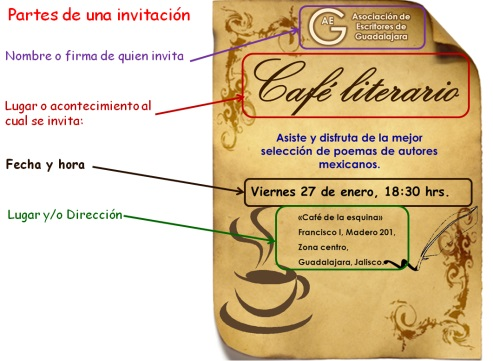 Partes de una invitación
AE
G
Asociación de
Escritores de
Guadalajara
Nombre o firma de quien invita
Café literario
Lugar o acontecimiento al
cual se invita:
Asiste y disfruta de la mejor
selección de poemas de autores
mexicanos.
Fecha y hora
Viernes 27 de enero, 18:30 hrs.
Lugar y/o Dirección
«Café de la esquina»
Francisco I, Madero 201,
Zona centro,
Guadalajara, Jalisco.